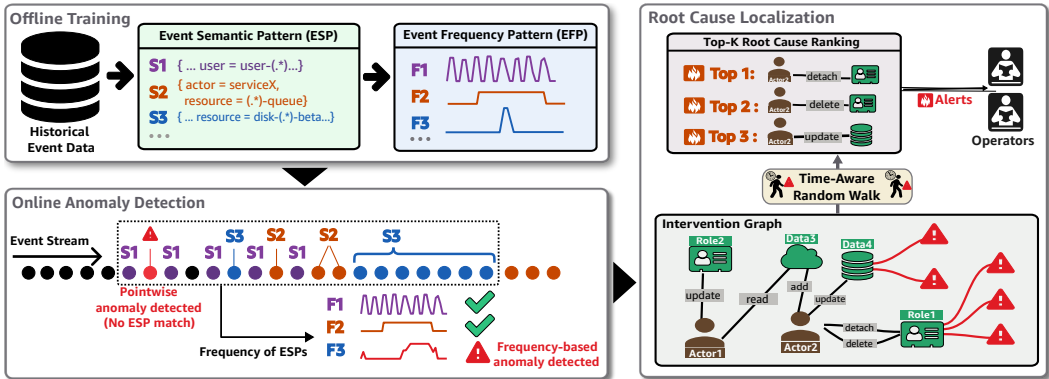 Offline Training
Historical
Event Data
Event Semantic Pattern (ESP)
S1 { ... user = user-(.*)...}
S2 { actor = serviceX,
resource = (.*)-queue}
S3 { ... resource = disk-(.*)-beta...}
Event Frequency Pattern (EFP)
F1
F2
F3
Online Anomaly Detection
Event Stream
S1 S1 S1 S3 S1 S2 S1 S2 S3
Pointwise
anomaly detected
(No ESP match)
Frequency of ESPs
F1
F2
F3
Frequency-based
anomaly detected
Root Cause Localization
Top-K Root Cause Ranking
Top 1: Actor2 detach
Top 2 : Actor2 delete
Top 3 : Actor2 update
Alerts
Operators
Time-Aware
Random Walk
Intervention Graph
Role2
Data3
Data4
update
read
add
update
Role1
detach
delete
Actor1
Actor2